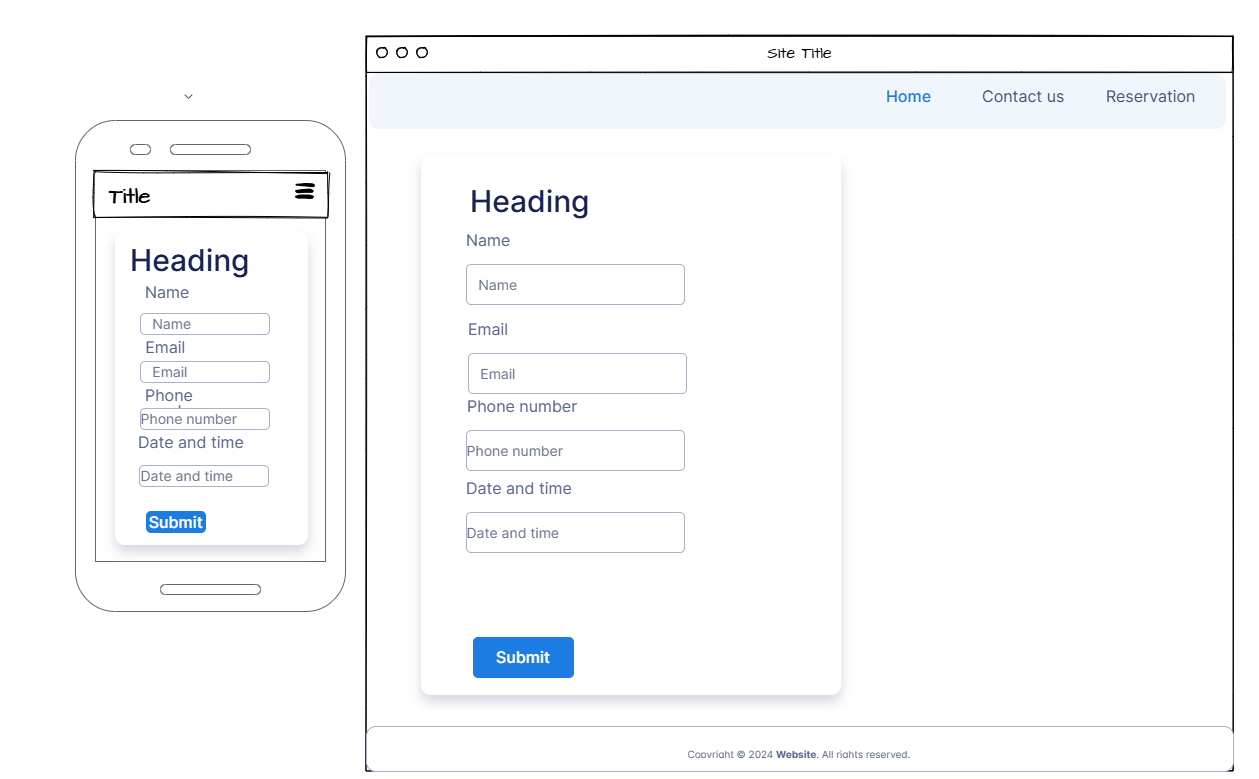 Title
Heading
Name
Name
Email
Email
Phone
Phone number
Date and time
Date and time
Submit
Site Title
Home Contact us Reservation
Heading
Name
Name
Email
Email
Phone number
Phone number
Date and time
Date and time
Submit
Copyright © 2024 Website. All rights reserved.